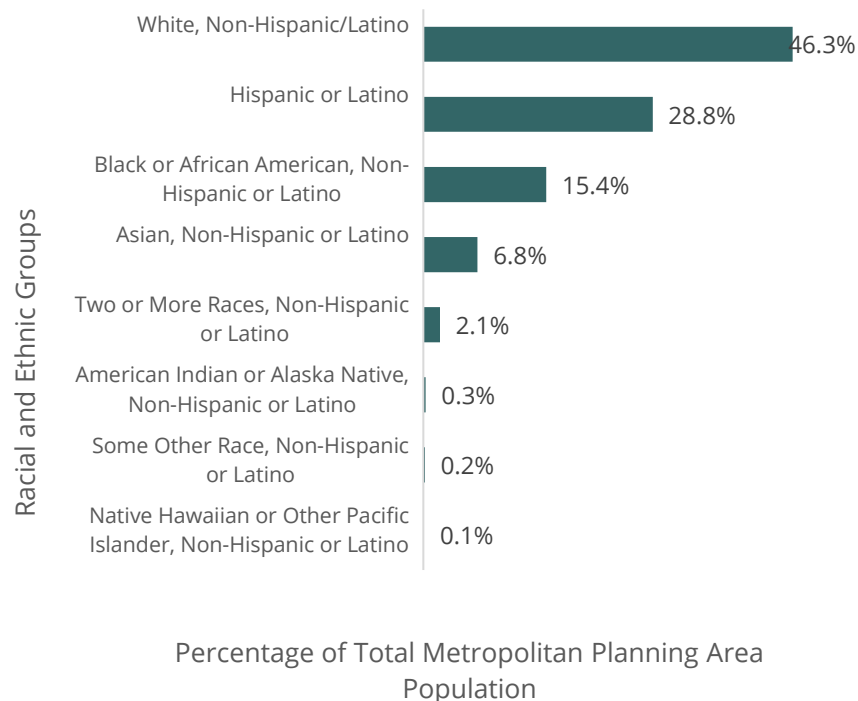 White, Non-Hispanic/Latino
46.3%
Hispanic or Latino
28.8%
Black or African American, Non-
Hispanic or Latino
15.4%
Asian, Non-Hispanic or Latino
6.8%
Two or More Races, Non-Hispanic
or Latino
2.1%
American Indian or Alaska Native,
Non-Hispanic or Latino
0.3%
Some Other Race, Non-Hispanic
or Latino
0.2%
Native Hawaiian or Other Pacific
Islander, Non-Hispanic or Latino
0.1%
Racial and Ethnic Groups
Percentage of Total Metropolitan Planning Area
Population